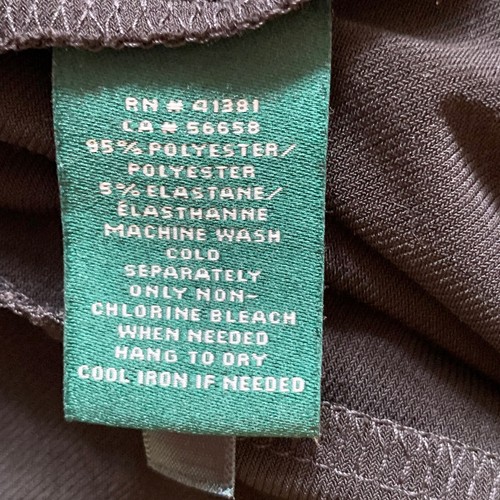 RN # 41381
CA # 56658
95% POLYESTER/
POLYESTER
5% ELASTANE/
ÉLASTHANNE
MACHINE WASH
COLD
SEPARATELY
ONLY NON-
CHLORINE BLEACH
WHEN NEEDED
HANG TO DRY
COOL IRON IF NEEDED